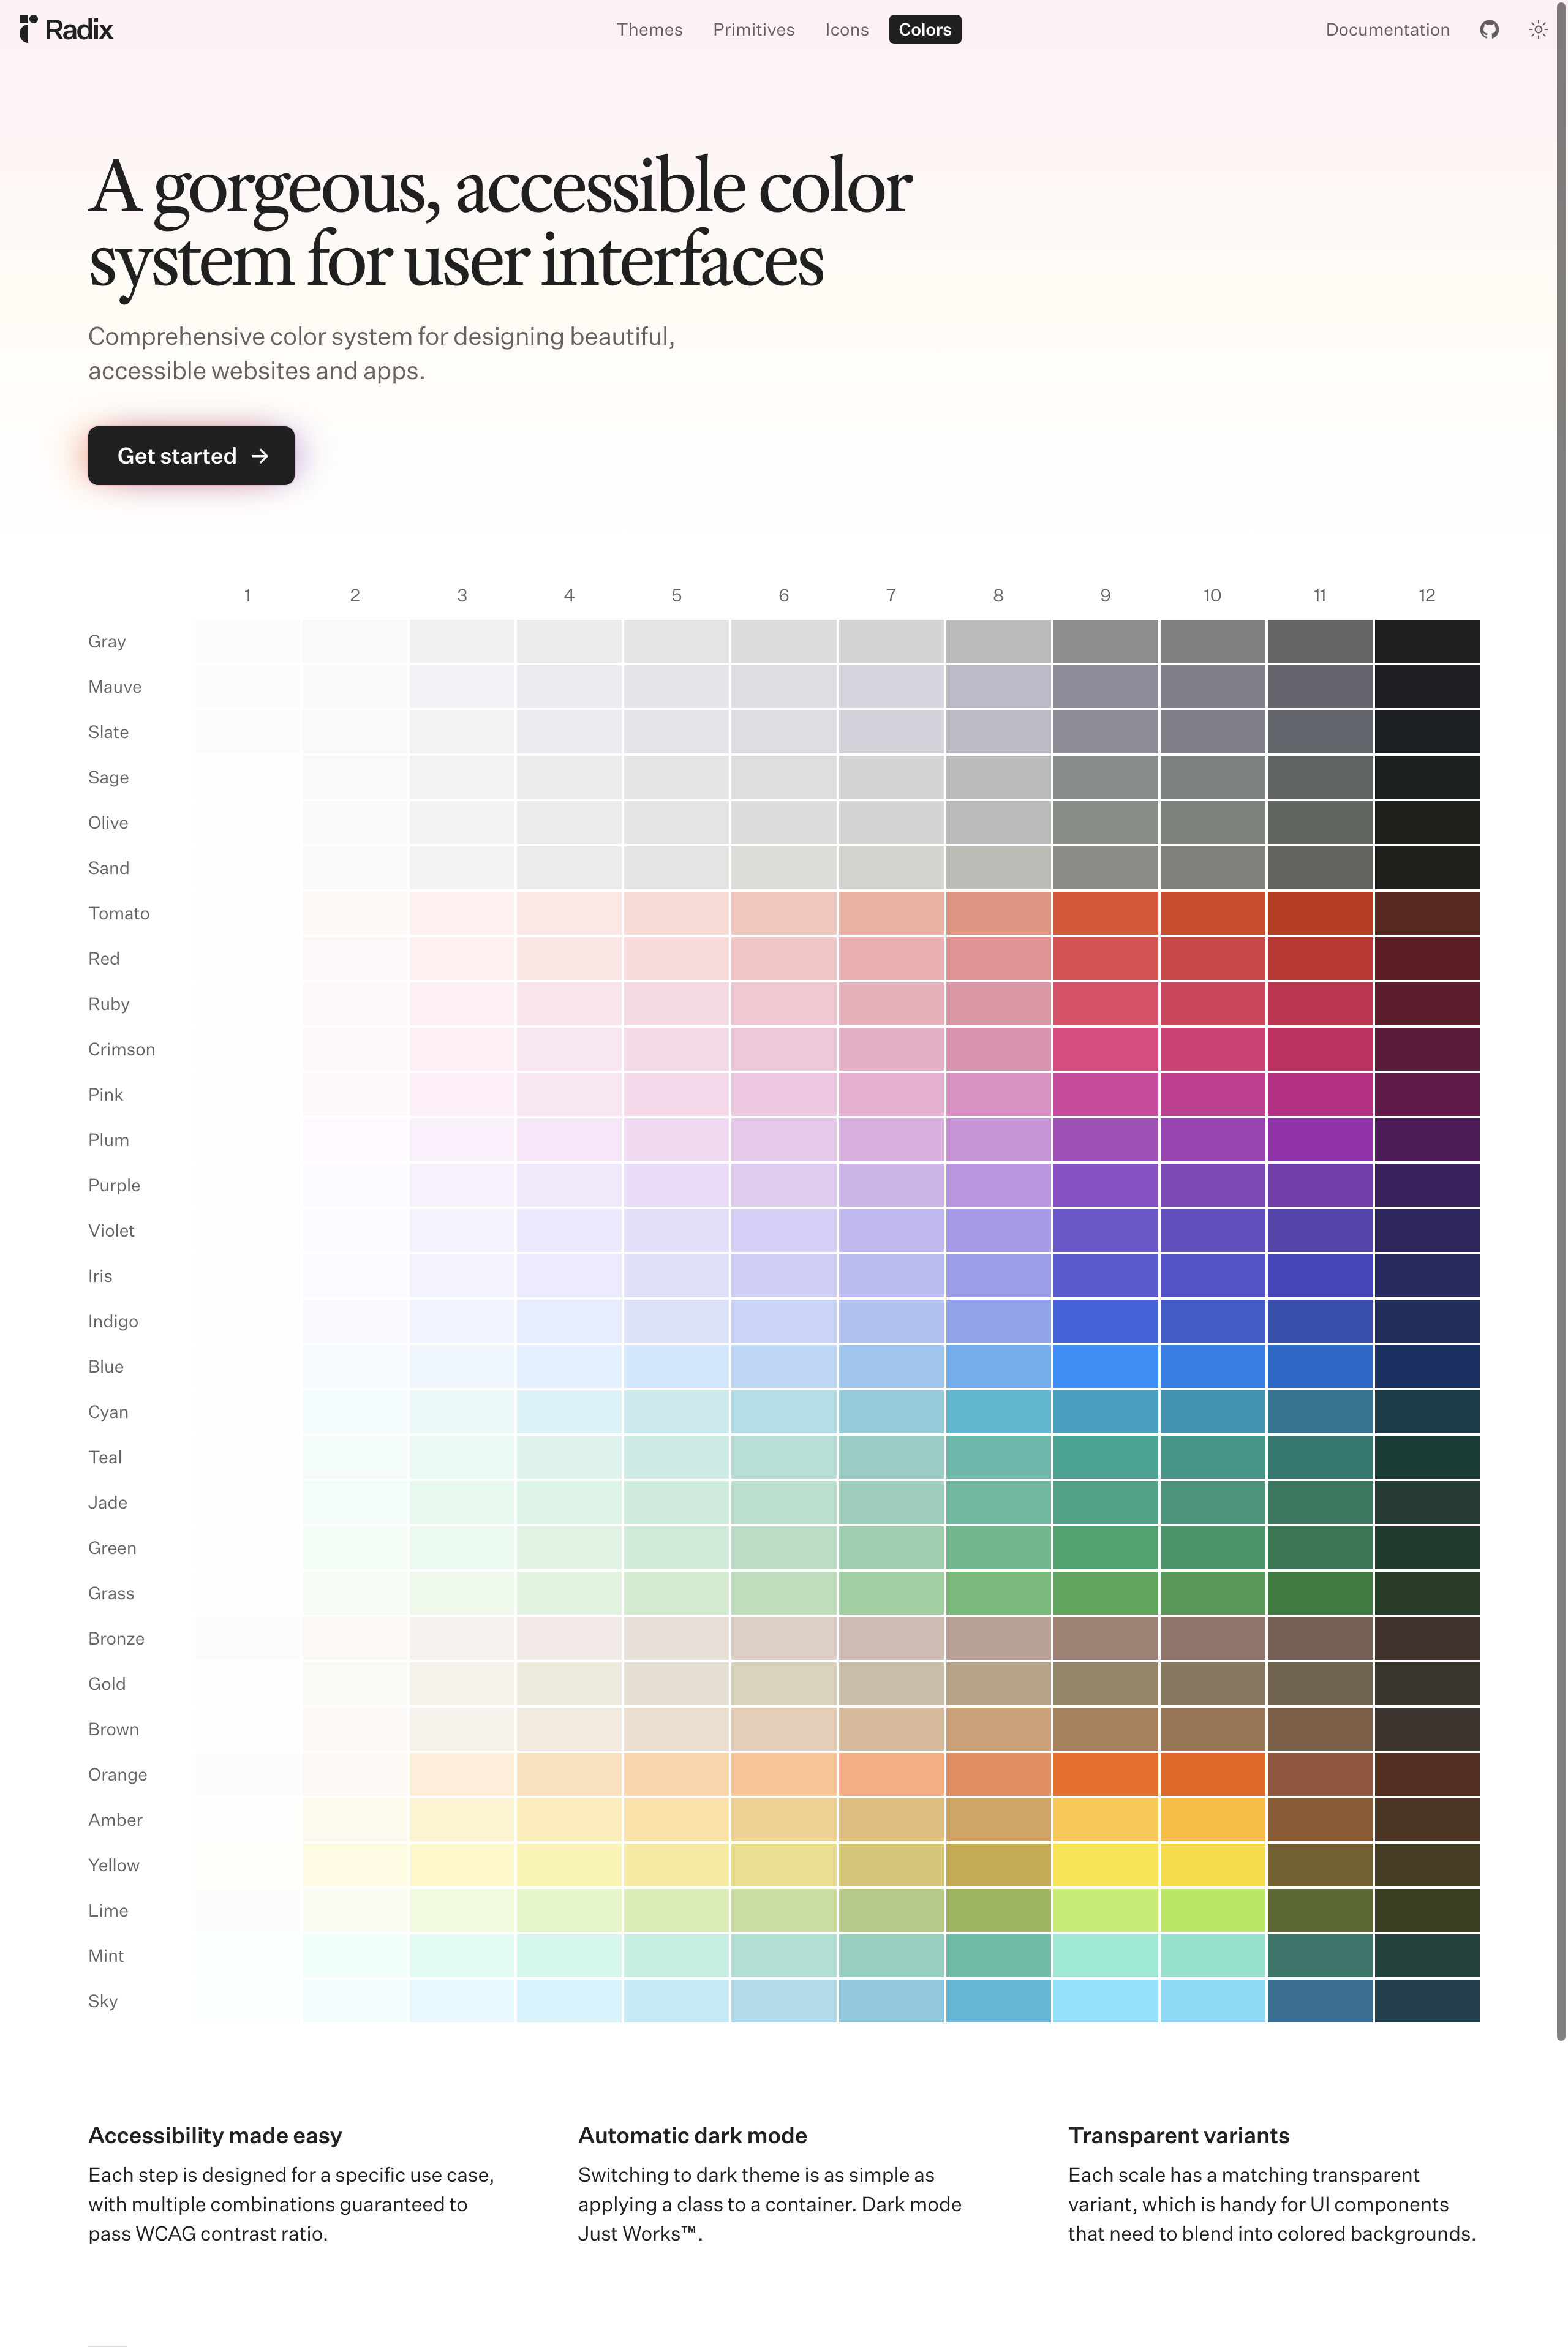 Radix
Themes Primitives Icons Colors
Documentation
A gorgeous, accessible color
system for user interfaces
Comprehensive color system for designing beautiful,
accessible websites and apps.
Get started →
1 2 3 4 5 6 7 8 9 10 11 12
Gray
Mauve
Slate
Sage
Olive
Sand
Tomato
Red
Ruby
Crimson
Pink
Plum
Purple
Violet
Iris
Indigo
Blue
Cyan
Teal
Jade
Green
Grass
Bronze
Gold
Brown
Orange
Amber
Yellow
Lime
Mint
Sky
Accessibility made easy
Each step is designed for a specific use case,
with multiple combinations guaranteed to
pass WCAG contrast ratio.
Automatic dark mode
Switching to dark theme is as simple as
applying a class to a container. Dark mode
Just Works™.
Transparent variants
Each scale has a matching transparent
variant, which is handy for UI components
that need to blend into colored backgrounds.